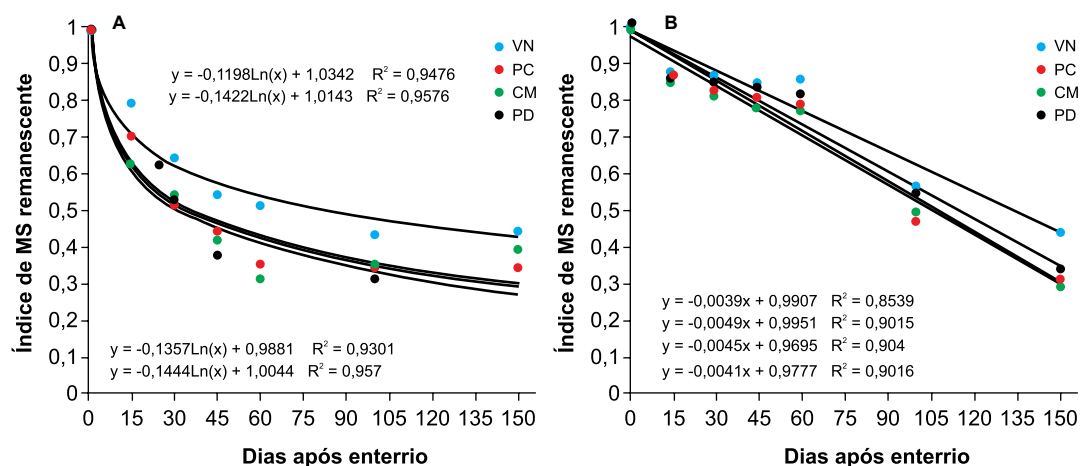 A
Índice de MS remanescente
1
0,9
0,8
0,7
0,6
0,5
0,4
0,3
0,2
0,1
0
y = -0,1198Ln(x) + 1,0342 R² = 0,9476
y = -0,1422Ln(x) + 1,0143 R² = 0,9576
VN
PC
CM
PD
y = -0,1357Ln(x) + 0,9881 R² = 0,9301
y = -0,1444Ln(x) + 1,0044 R² = 0,957
0 15 30 45 60 75 90 105 120 135 150
Dias após enterrio
B
Índice de MS remanescente
1
0,9
0,8
0,7
0,6
0,5
0,4
0,3
0,2
0,1
0
VN
PC
CM
PD
y = -0,0039x + 0,9907 R² = 0,8539
y = -0,0049x + 0,9951 R² = 0,9015
y = -0,0045x + 0,9695 R² = 0,904
y = -0,0041x + 0,9777 R² = 0,9016
0 15 30 45 60 75 90 105 120 135 150
Dias após enterrio